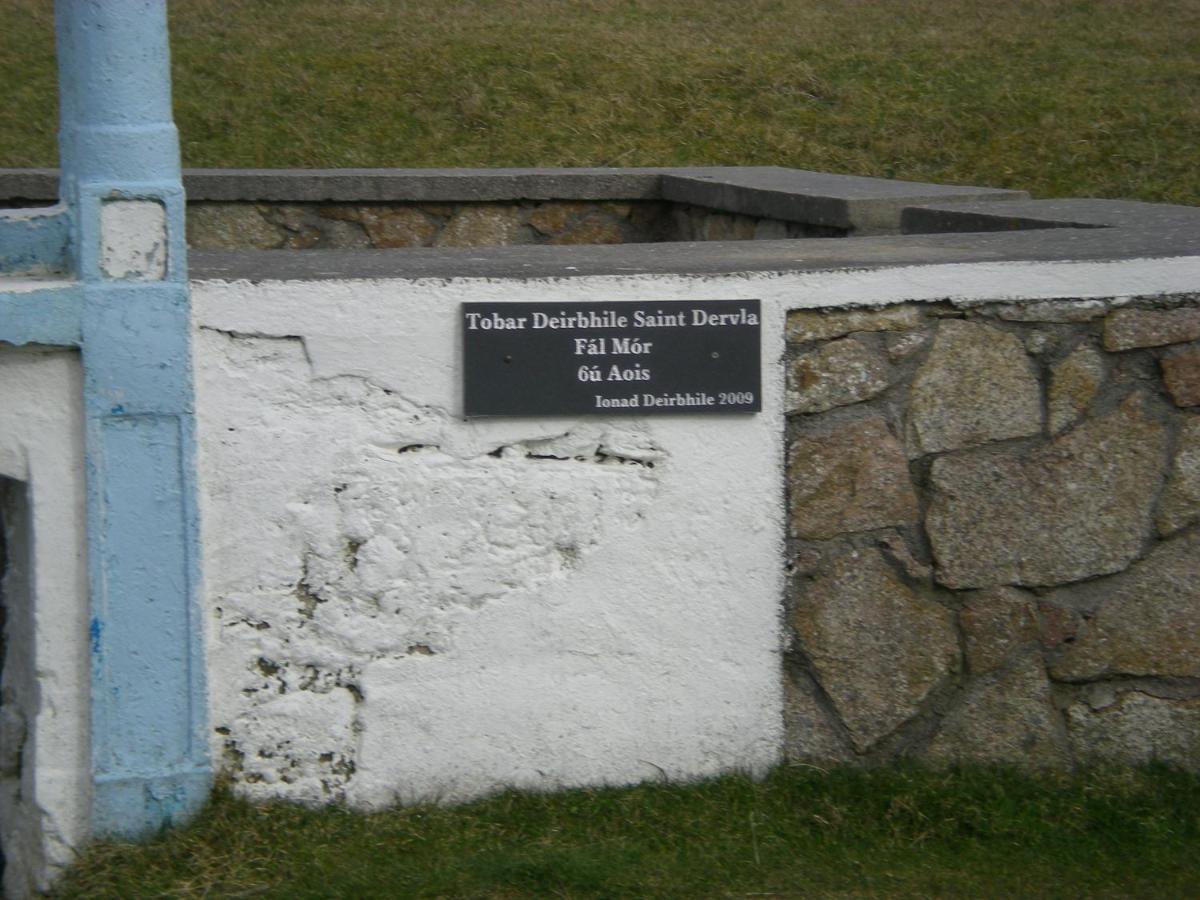 Tobar Deirbhile Saint Dervla
Fál Mór
6ú Aois
Ionad Deirbhile 2009